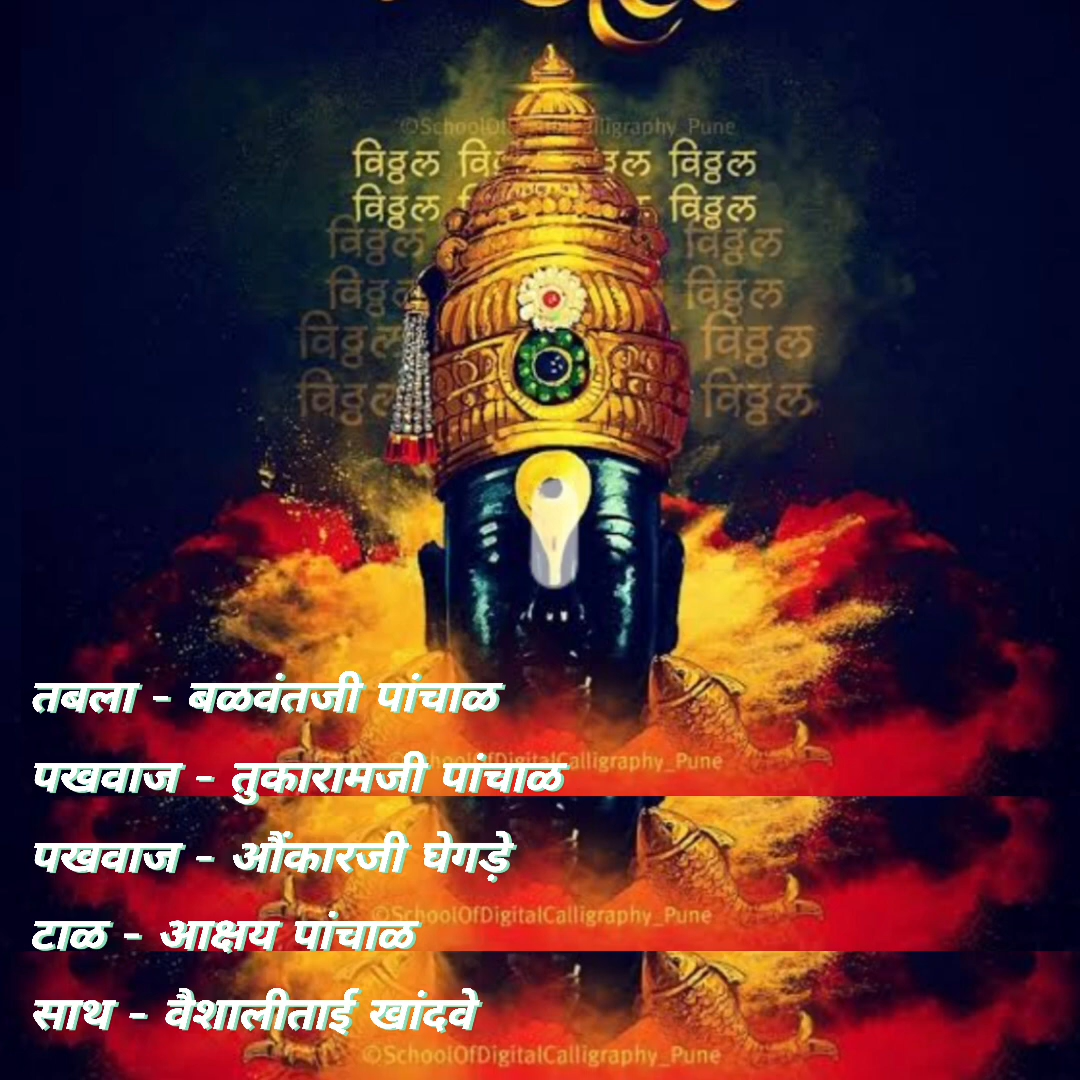 ©SchoolOfDigitalCalligraphy_Pune
विठ्ठल विठ्ठल विठ्ठल
विठ्ठल विठ्ठल
विठ्ठल विठ्ठल
विठ्ठल विठ्ठल
विठ्ठल विठ्ठल
विठ्ठल विठ्ठल
तबला - बळवंतजी पांचाळ
©SchoolOfDigitalCalligraphy_Pune
पखवाज - तुकारामजी पांचाळ
पखवाज - ओंकारजी घेगड़े
©SchoolOfDigitalCalligraphy_Pune
टाळ - आक्षय पांचाळ
साथ - वैशालीताई खांदवे
©SchoolOfDigitalCalligraphy_Pune